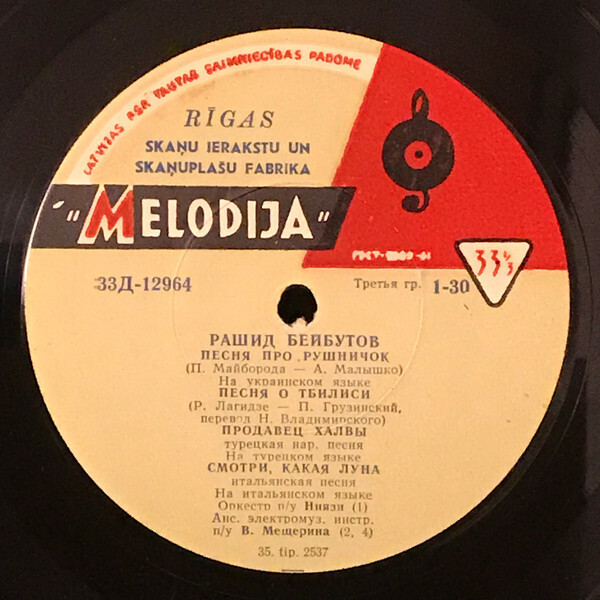 LATVIJAS PSR TAUTAS SAIMNIECĪBAS PADOME
RĪGAS
SKAŅU IERAKSTU UN
SKAŅUPLAŠU FABRIKA
"MELODIJA"
33⅓
33Д-12964
Третья гр. 1-30
РАШИД БЕЙБУТОВ
ПЕСНЯ ПРО РУШНИЧОК
(П. Майборода — А. Малышко)
На украинском языке
ПЕСНЯ О ТБИЛИСИ
(Р. Лагидзе — П. Грузинский,
перевод Н. Владимирского)
ПРОДАВЕЦ ХАЛВЫ
турецкая нар. песня
На турецком языке
СМОТРИ, КАКАЯ ЛУНА
итальянская песня
На итальянском языке
Оркестр п/у Ниязи (1)
Анс. электромуз. инстр.
п/у В. Мещерина (2, 4)
35. tip. 2537